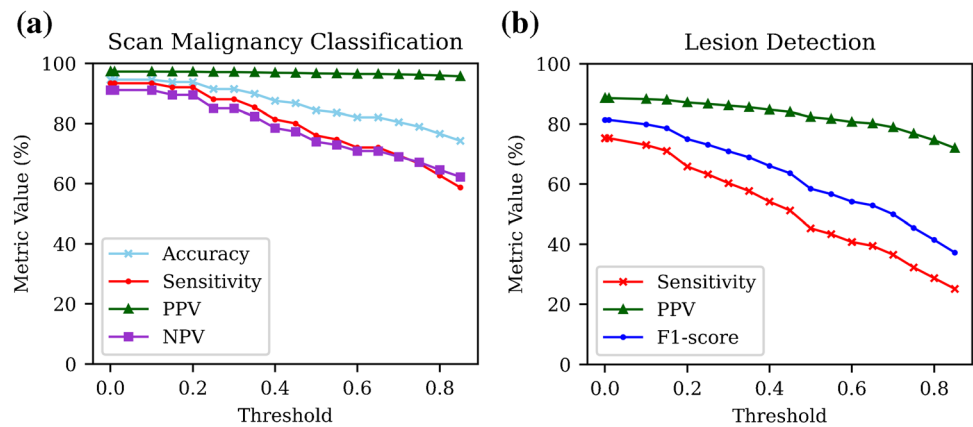 (a)
Scan Malignancy Classification
100
80
60
40
20
0
Metric Value (%)
Accuracy
Sensitivity
PPV
NPV
0.0 0.2 0.4 0.6 0.8
Threshold
(b)
Lesion Detection
100
80
60
40
20
0
Metric Value (%)
Sensitivity
PPV
F1-score
0.0 0.2 0.4 0.6 0.8
Threshold